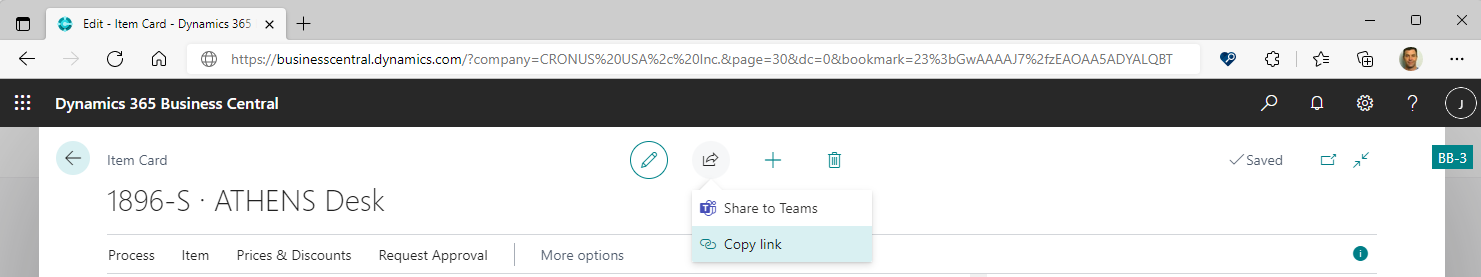 Edit - Item Card - Dynamics 365
https://businesscentral.dynamics.com/?company=CRONUS%20USA%2c%20Inc.&page=30&dc=0&bookmark=23%3bGwAAAAJ7%2fzEAOAA5ADYALQBT
Dynamics 365 Business Central
J
Item Card
Saved
BB-3
1896-S · ATHENS Desk
Share to Teams
Copy link
Process Item Prices & Discounts Request Approval More options